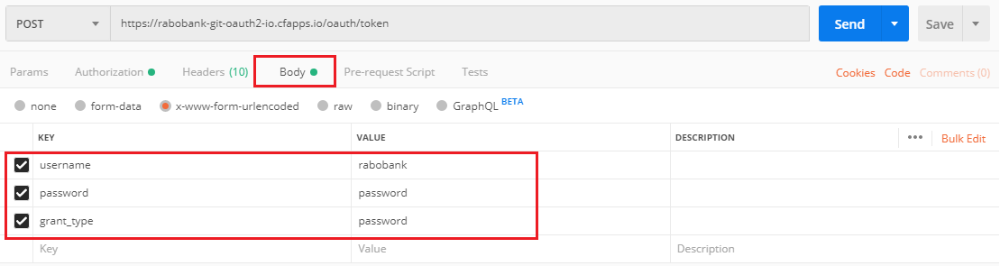 POST https://rabobank-git-oauth2-io.cfapps.io/oauth/token Send Save
Params Authorization Headers (10) Body Pre-request Script Tests Cookies Code Comments (0)
none form-data x-www-form-urlencoded raw binary GraphQL BETA
KEY VALUE DESCRIPTION ••• Bulk Edit
username rabobank
password password
grant_type password
Key Value Description